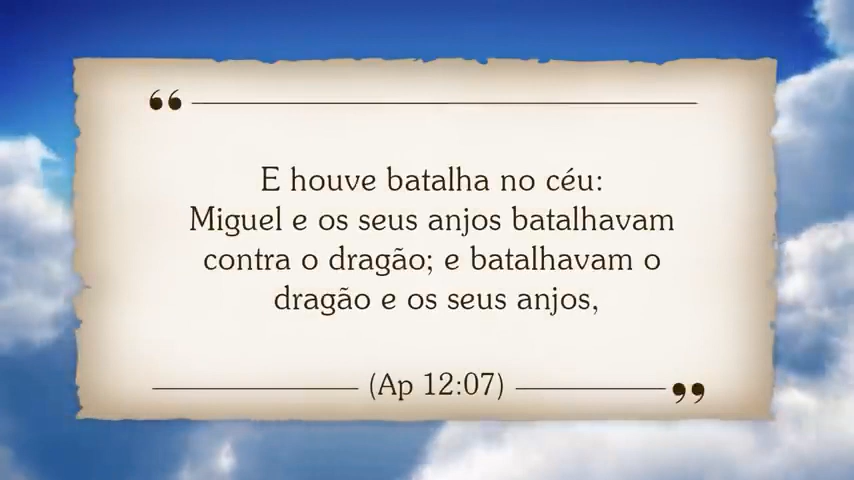 “
E houve batalha no céu:
Miguel e os seus anjos batalhavam
contra o dragão; e batalhavam o
dragão e os seus anjos,
(Ap 12:07) ”